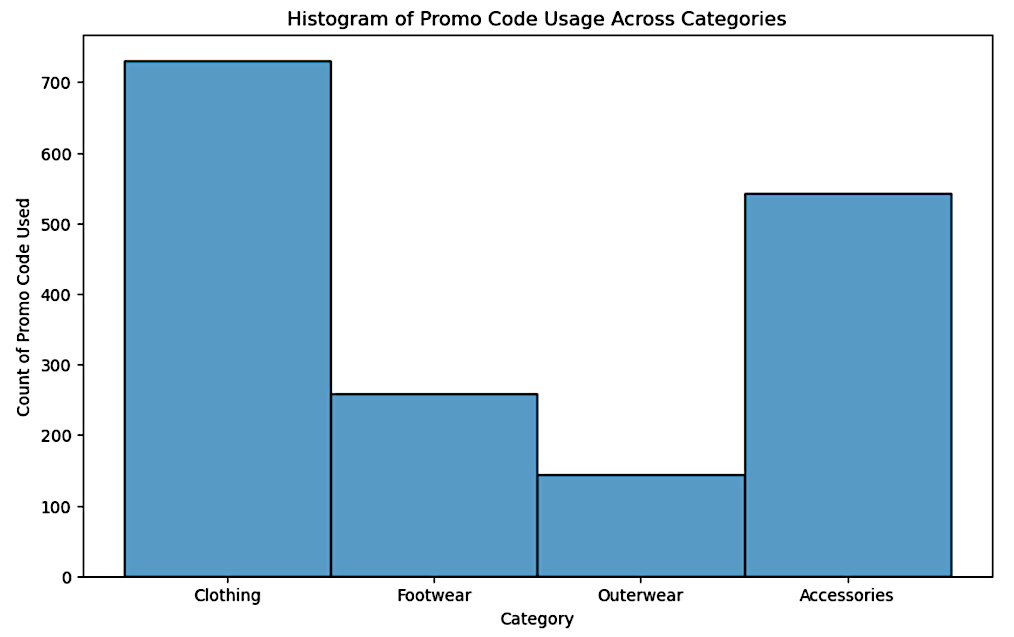 Histogram of Promo Code Usage Across Categories
Count of Promo Code Used
700
600
500
400
300
200
100
0
Clothing Footwear Outerwear Accessories
Category